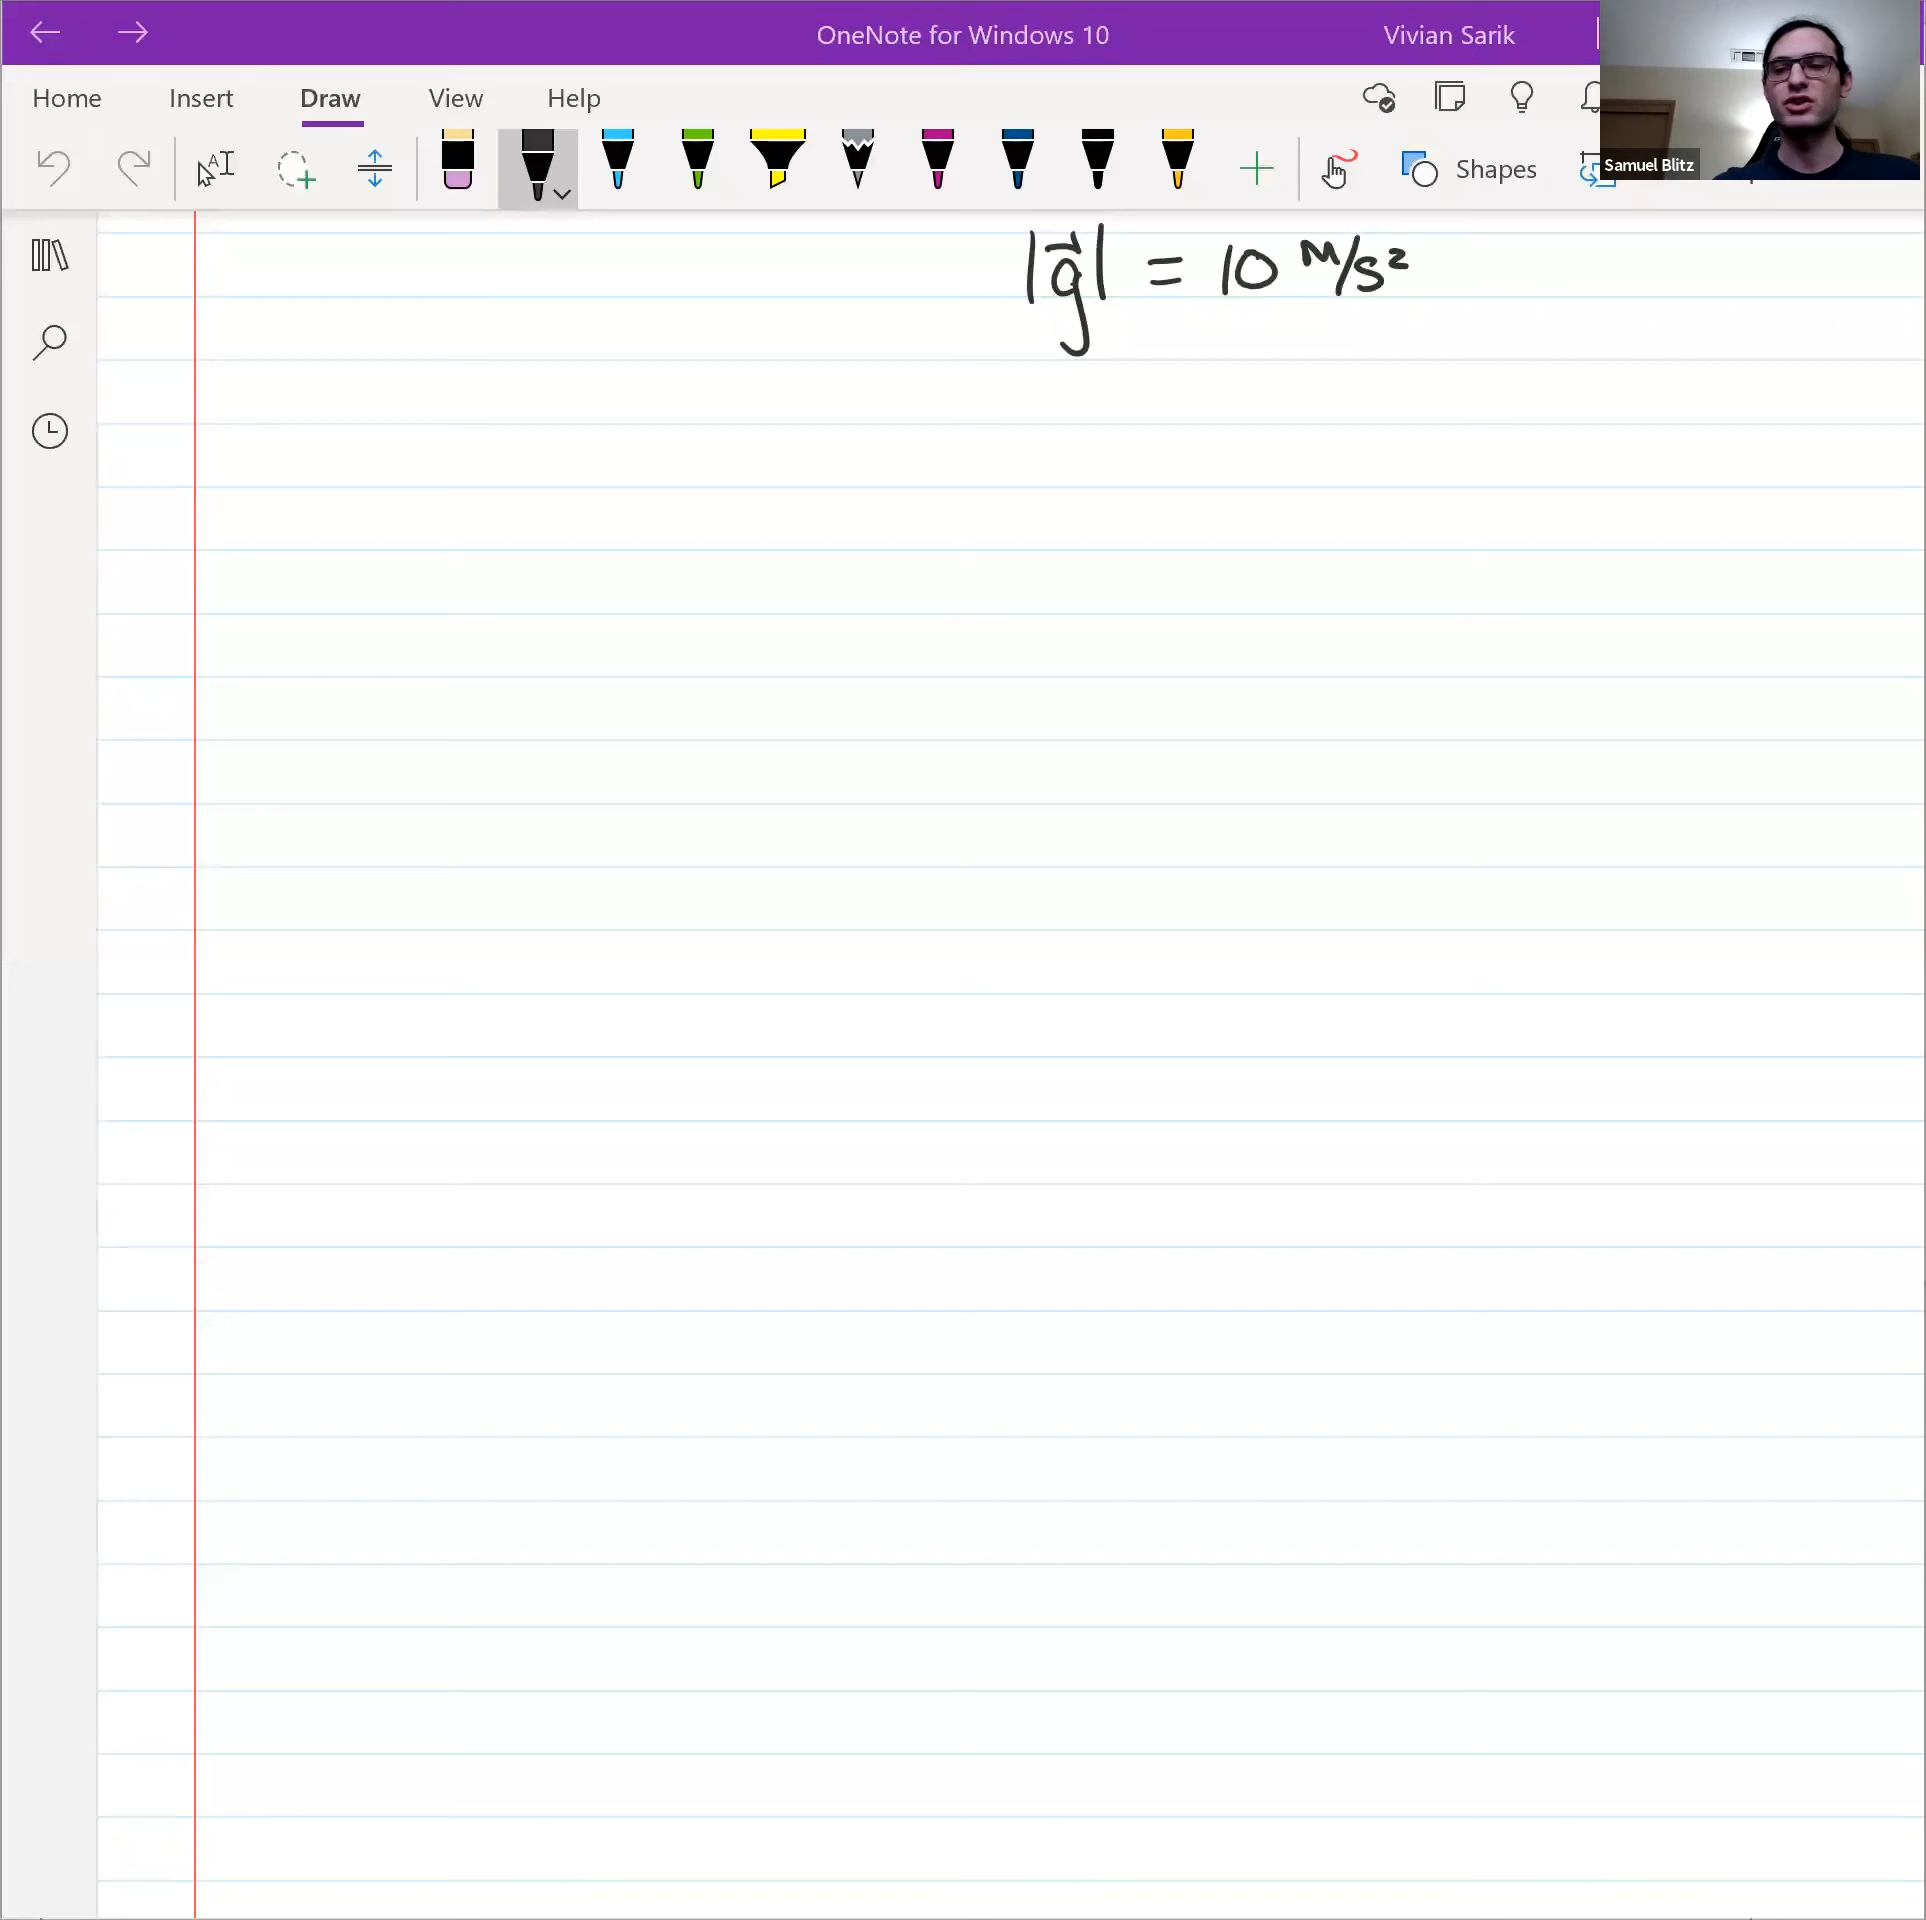 OneNote for Windows 10
Vivian Sarik
Home Insert Draw View Help
Shapes
Samuel Blitz
|g⃗| = 10 m/s²